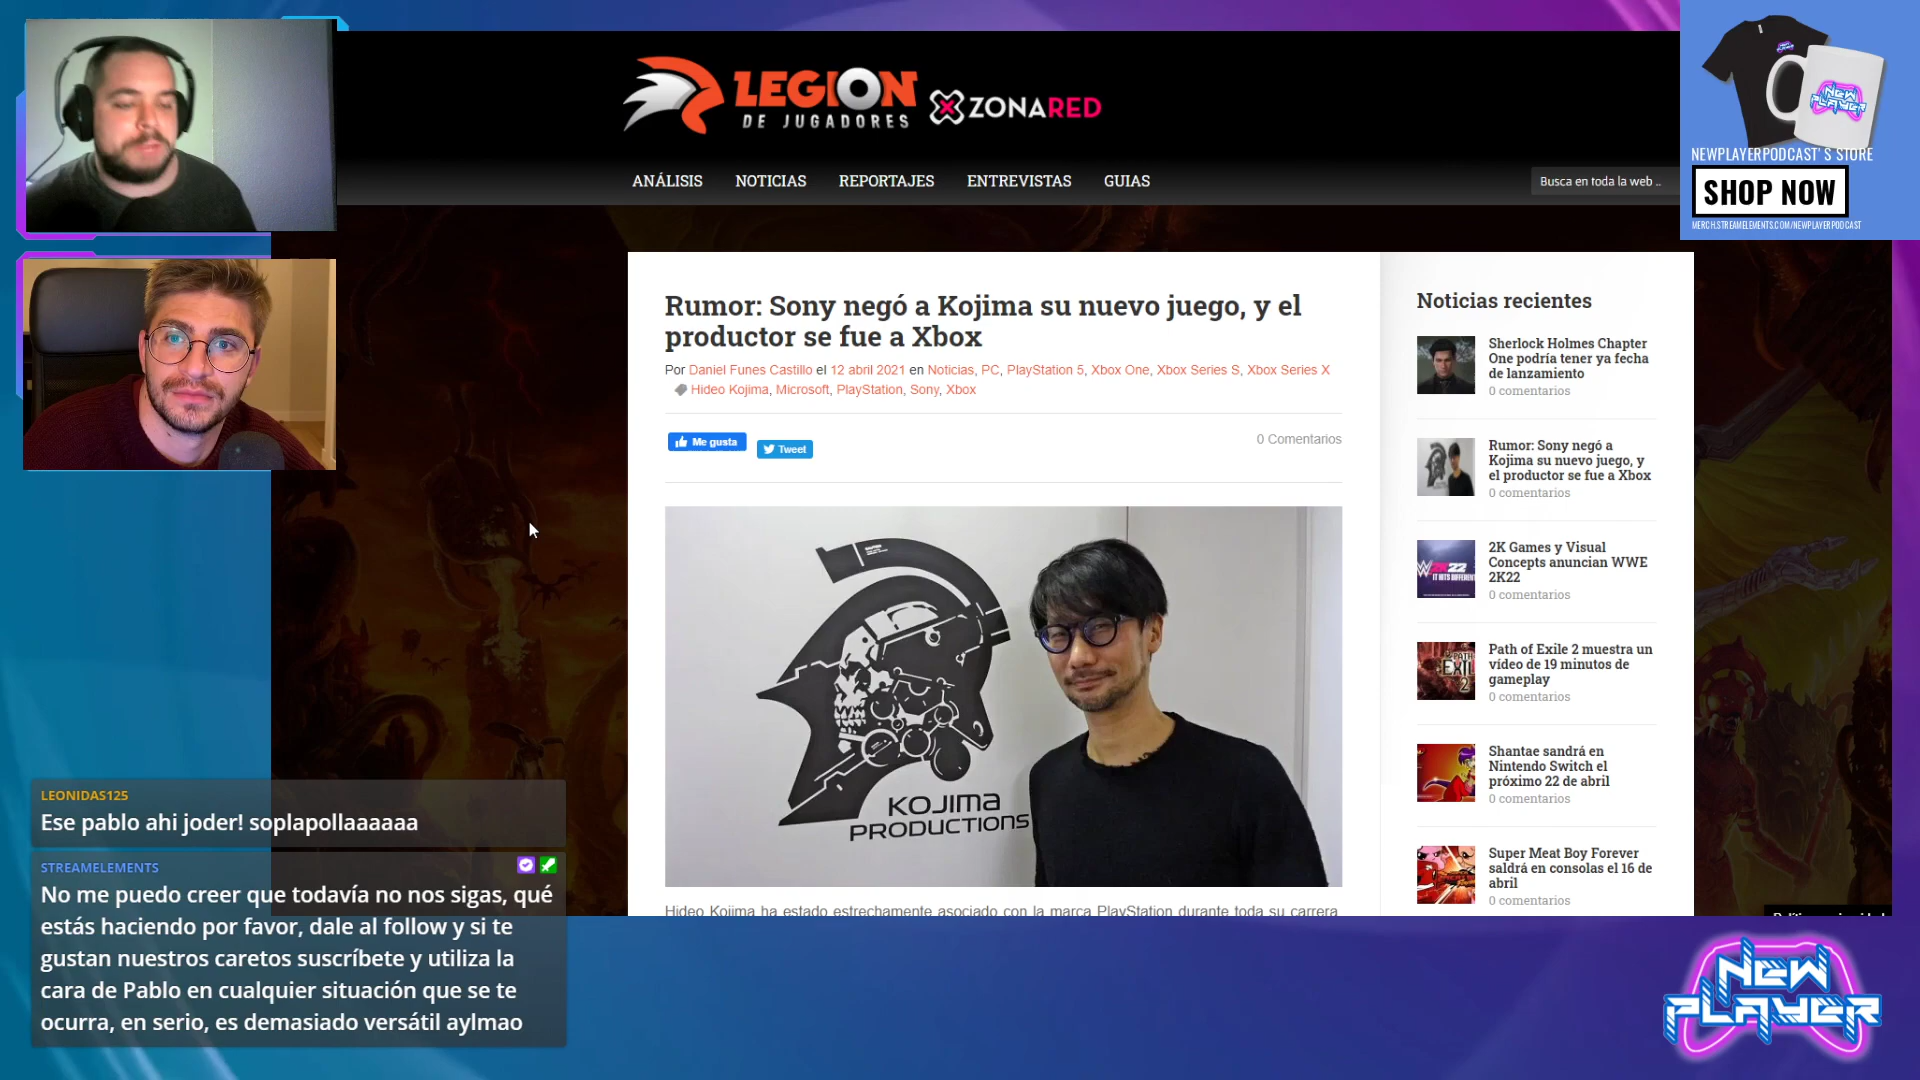 LEGION
DE JUGADORES
ZONARED
ANÁLISIS NOTICIAS REPORTAJES ENTREVISTAS GUIAS
Busca en toda la web ..
NEW PLAYER
NEWPLAYERPODCAST'S STORE
SHOP NOW
MERCH.STREAMELEMENTS.COM/NEWPLAYERPODCAST
Rumor: Sony negó a Kojima su nuevo juego, y el
productor se fue a Xbox
Por Daniel Funes Castillo el 12 abril 2021 en Noticias, PC, PlayStation 5, Xbox One, Xbox Series S, Xbox Series X
Hideo Kojima, Microsoft, PlayStation, Sony, Xbox
Me gusta
Tweet
0 Comentarios
KOJIMA
PRODUCTIONS
Hideo Kojima ha estado estrechamente asociado con la marca PlayStation durante toda su carrera
Noticias recientes
Sherlock Holmes Chapter
One podría tener ya fecha
de lanzamiento
0 comentarios
Rumor: Sony negó a
Kojima su nuevo juego, y
el productor se fue a Xbox
0 comentarios
2K22
2K Games y Visual
Concepts anuncian WWE
2K22
0 comentarios
Path of Exile 2 muestra un
vídeo de 19 minutos de
gameplay
0 comentarios
Shantae sandrá en
Nintendo Switch el
próximo 22 de abril
0 comentarios
Super Meat Boy Forever
saldrá en consolas el 16 de
abril
0 comentarios
LEONIDAS125
Ese pablo ahi joder! soplapollaaaaaa
STREAMELEMENTS
No me puedo creer que todavía no nos sigas, qué
estás haciendo por favor, dale al follow y si te
gustan nuestros caretos suscríbete y utiliza la
cara de Pablo en cualquier situación que se te
ocurra, en serio, es demasiado versátil aylmao
NEW
PLAYER